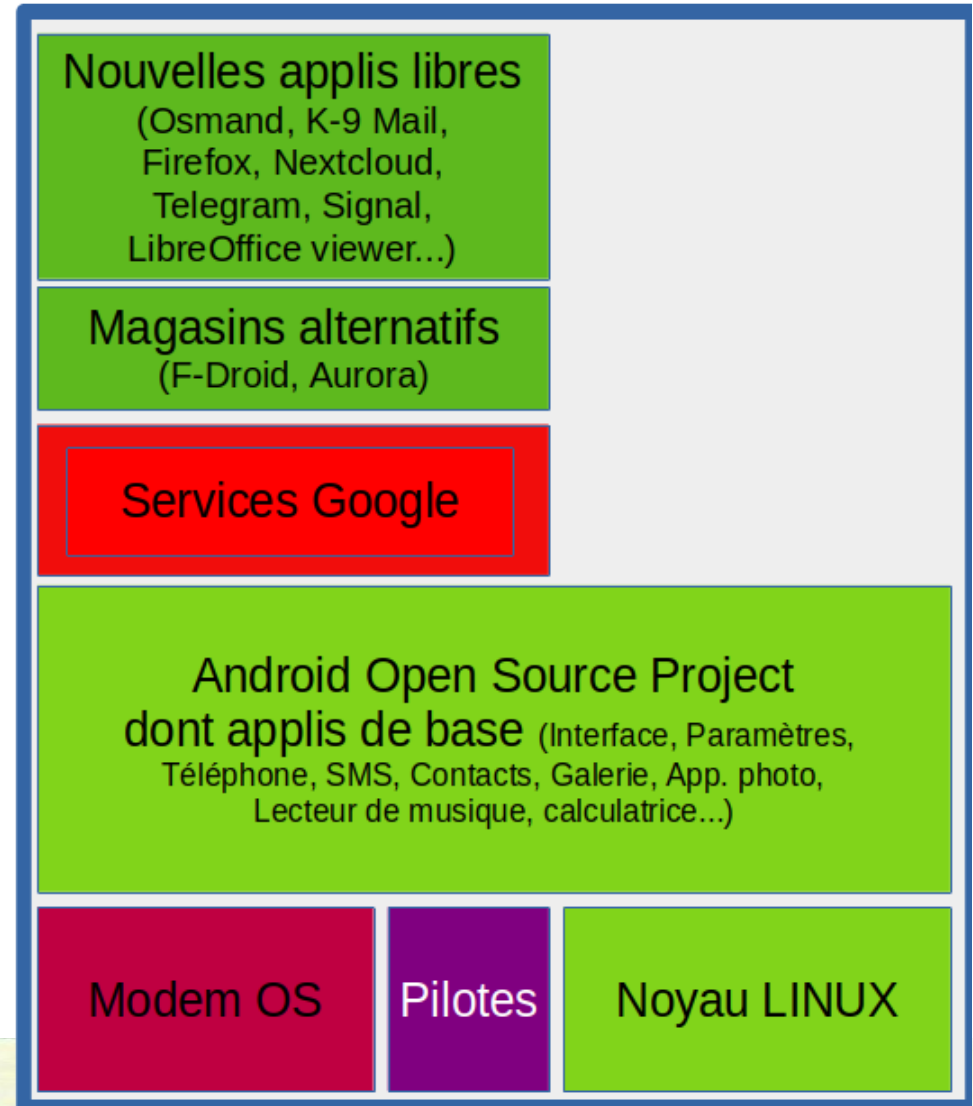 Nouvelles applis libres
(Osmand, K-9 Mail,
Firefox, Nextcloud,
Telegram, Signal,
LibreOffice viewer...)
Magasins alternatifs
(F-Droid, Aurora)
Services Google
Android Open Source Project
dont applis de base (Interface, Paramètres,
Téléphone, SMS, Contacts, Galerie, App. photo,
Lecteur de musique, calculatrice...)
Modem OS
Pilotes
Noyau LINUX